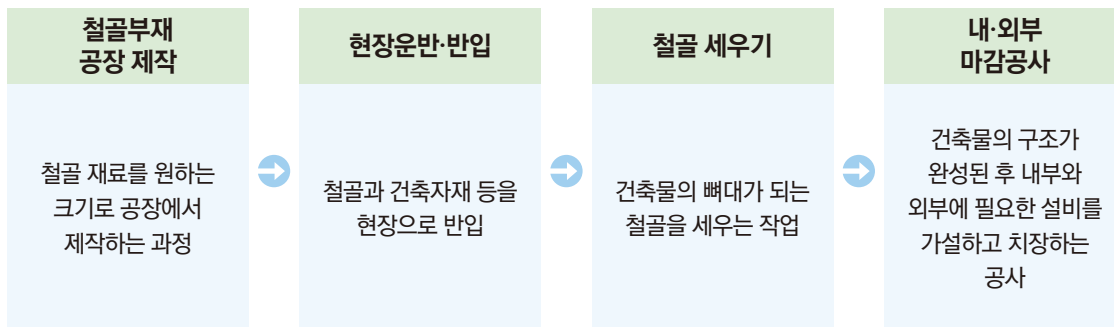 철골부재
공장 제작
철골 재료를 원하는
크기로 공장에서
제작하는 과정
현장운반·반입
철골과 건축자재 등을
현장으로 반입
철골 세우기
건축물의 뼈대가 되는
철골을 세우는 작업
내·외부
마감공사
건축물의 구조가
완성된 후 내부와
외부에 필요한 설비를
가설하고 치장하는
공사